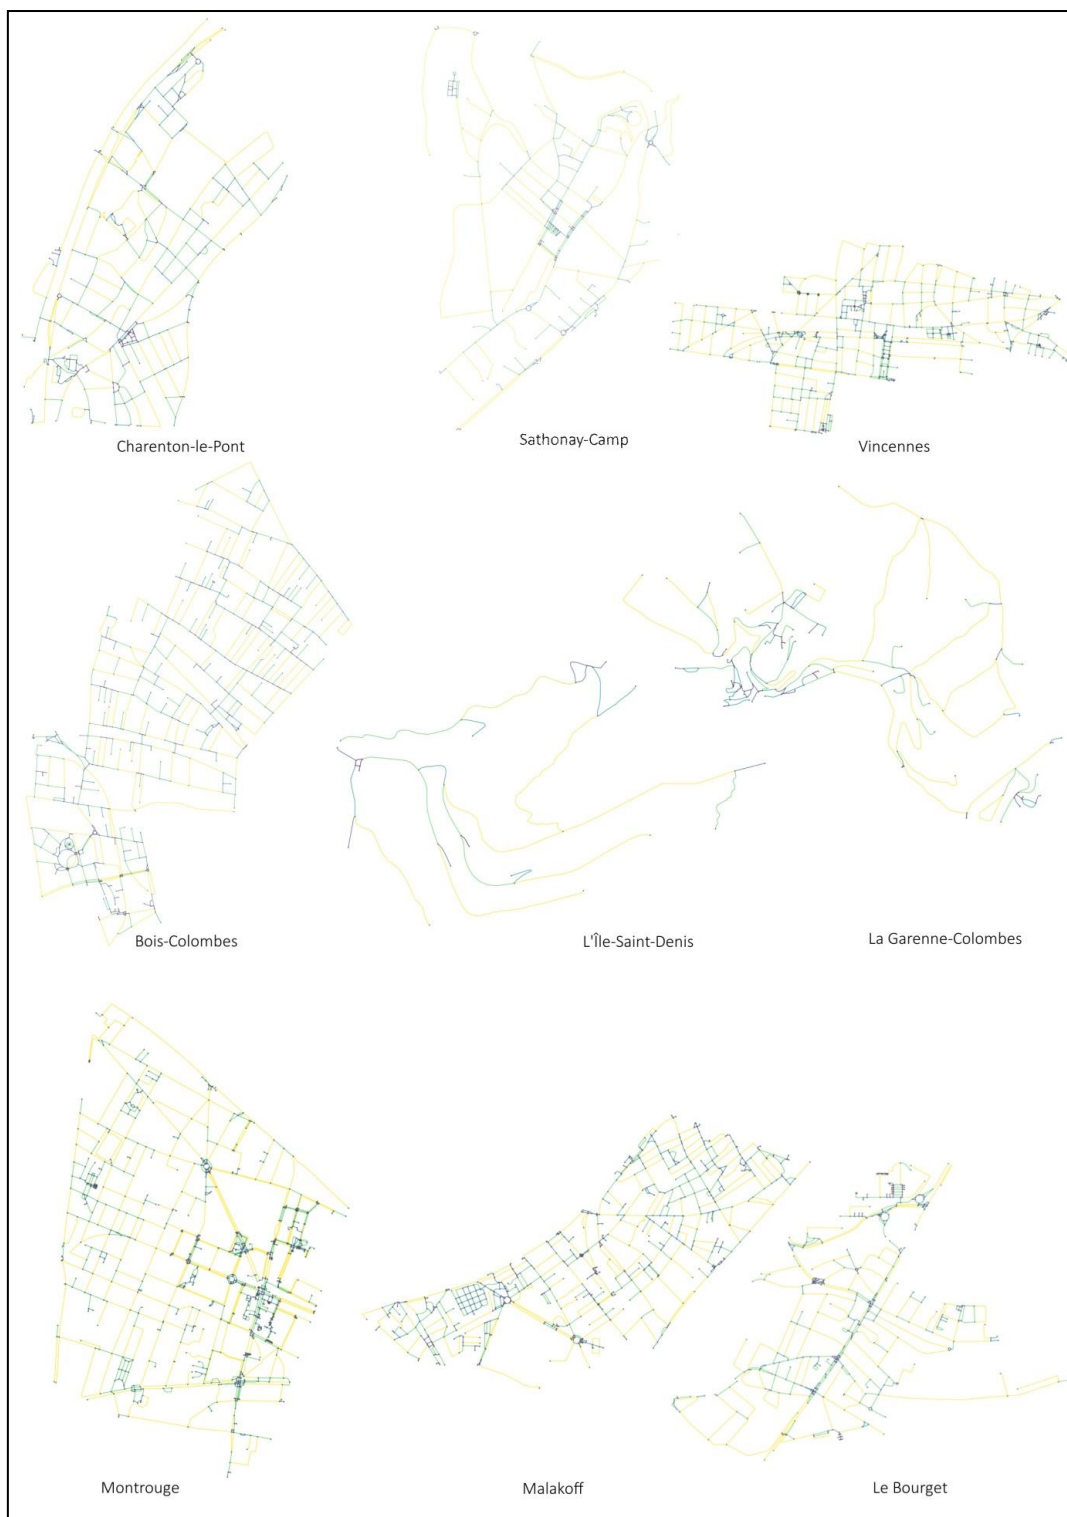 Charenton-le-Pont
Sathonay-Camp
Vincennes
Bois-Colombes
L'Île-Saint-Denis
La Garenne-Colombes
Montrouge
Malakoff
Le Bourget